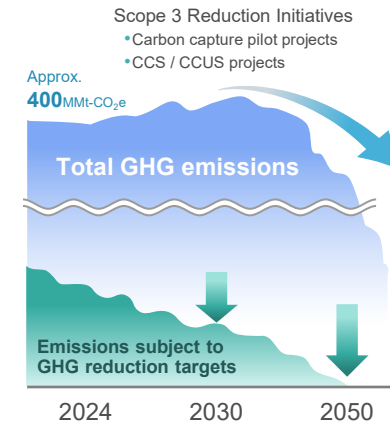 Scope 3 Reduction Initiatives
•Carbon capture pilot projects
•CCS / CCUS projects
Approx.
400MMt-CO₂e
Total GHG emissions
Emissions subject to
GHG reduction targets
2024 2030 2050